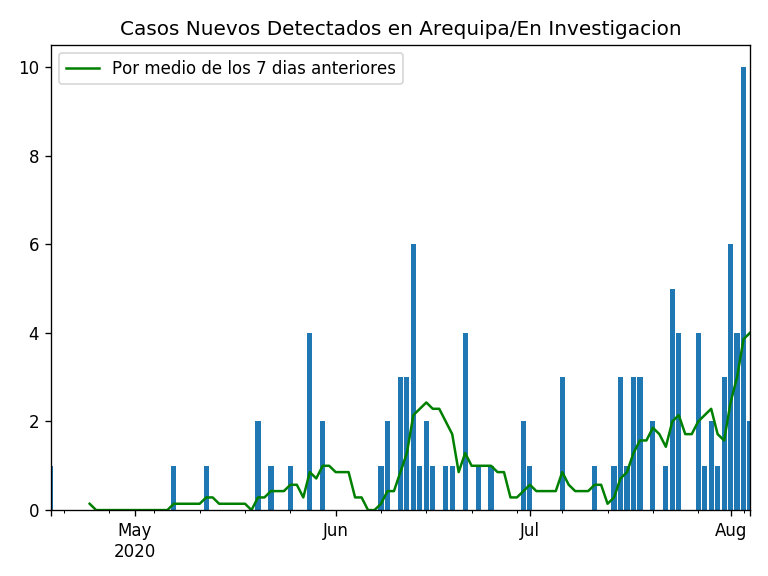 Casos Nuevos Detectados en Arequipa/En Investigacion
Por medio de los 7 dias anteriores
10
8
6
4
2
0
May
2020
Jun
Jul
Aug